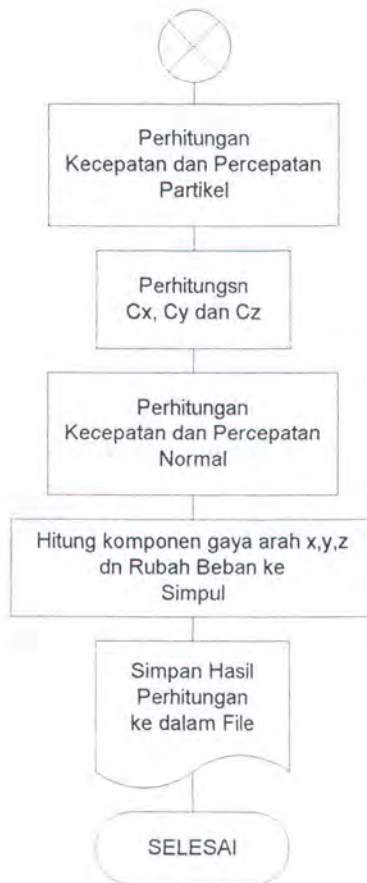 Perhitungan
Kecepatan dan Percepatan
Partikel
Perhitungsn
Cx, Cy dan Cz
Perhitungan
Kecepatan dan Percepatan
Normal
Hitung komponen gaya arah x,y,z
dn Rubah Beban ke
Simpul
Simpan Hasil
Perhitungan
ke dalam File
SELESAI